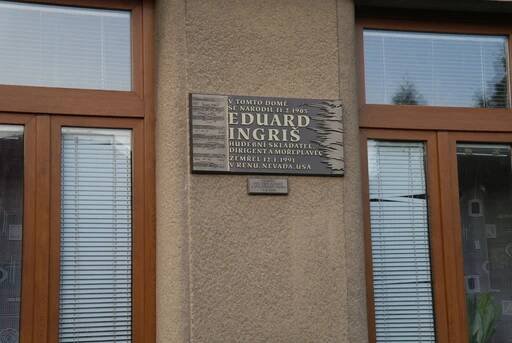 V TOMTO DOMĚ
SE NARODIL 11.2.1905
EDUARD
INGRIŠ
HUDEBNÍ SKLADATEL
DIRIGENT A MOŘEPLAVEC
ZEMŘEL 12.1.1991
V RENU, NEVADA, USA